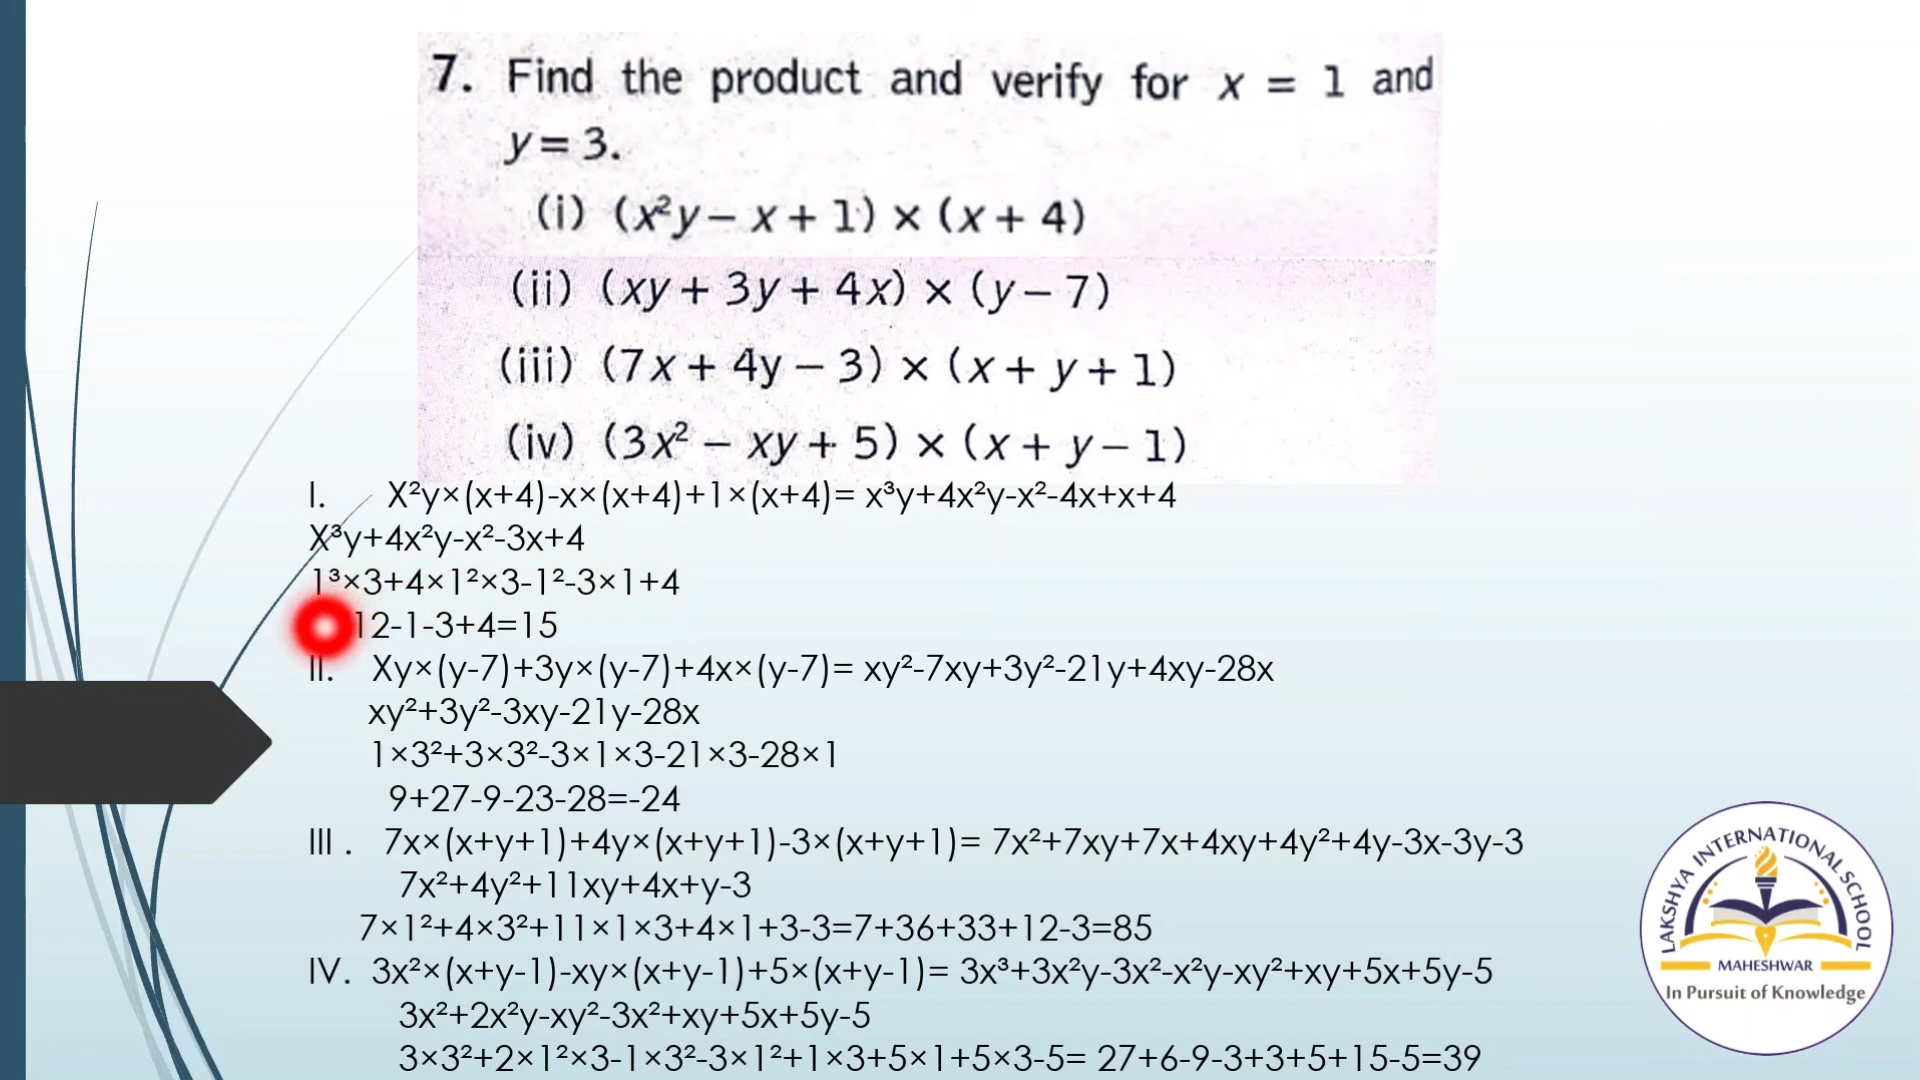 7. Find the product and verify for x = 1 and
y = 3.
(i) (x²y – x + 1) × (x + 4)
(ii) (xy + 3y + 4x) × (y – 7)
(iii) (7x + 4y – 3) × (x + y + 1)
(iv) (3x² – xy + 5) × (x + y – 1)
I. X²y×(x+4)-x×(x+4)+1×(x+4)= x³y+4x²y-x²-4x+x+4
X³y+4x²y-x²-3x+4
1³×3+4×1²×3-1²-3×1+4
12-1-3+4=15
II. Xy×(y-7)+3y×(y-7)+4x×(y-7)= xy²-7xy+3y²-21y+4xy-28x
xy²+3y²-3xy-21y-28x
1×3²+3×3²-3×1×3-21×3-28×1
9+27-9-23-28=-24
III . 7x×(x+y+1)+4y×(x+y+1)-3×(x+y+1)= 7x²+7xy+7x+4xy+4y²+4y-3x-3y-3
7x²+4y²+11xy+4x+y-3
7×1²+4×3²+11×1×3+4×1+3-3=7+36+33+12-3=85
IV. 3x²×(x+y-1)-xy×(x+y-1)+5×(x+y-1)= 3x³+3x²y-3x²-x²y-xy²+xy+5x+5y-5
3x²+2x²y-xy²-3x²+xy+5x+5y-5
3×3²+2×1²×3-1×3²-3×1²+1×3+5×1+5×3-5= 27+6-9-3+3+5+15-5=39
LAKSHYA INTERNATIONAL SCHOOL
MAHESHWAR
In Pursuit of Knowledge